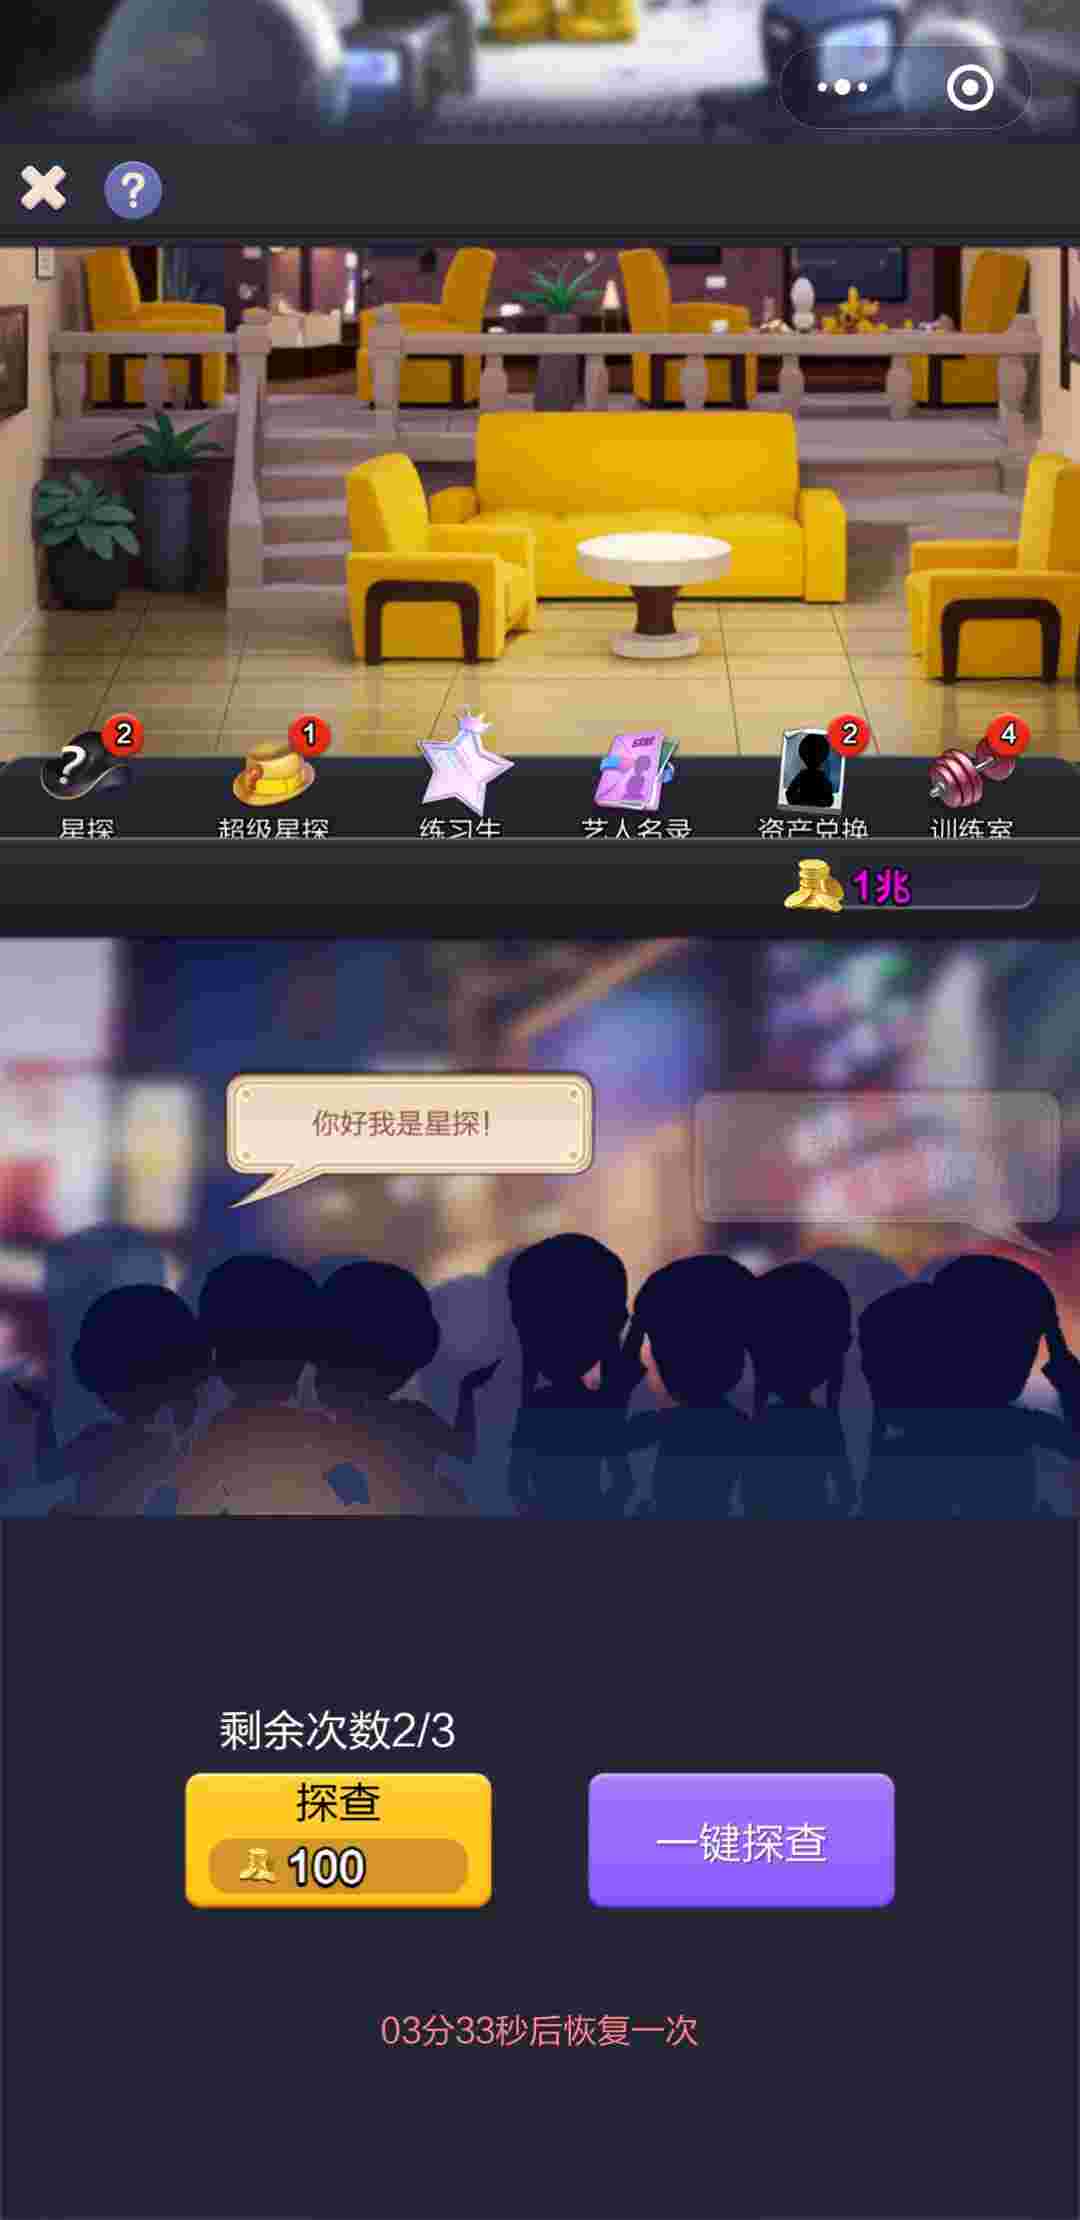 ?
2
1
2
4
星探
超级星探
练习生
艺人名录
资产兑换
训练室
1兆
你好我是星探!
剩余次数2/3
探查
100
一键探查
03分33秒后恢复一次